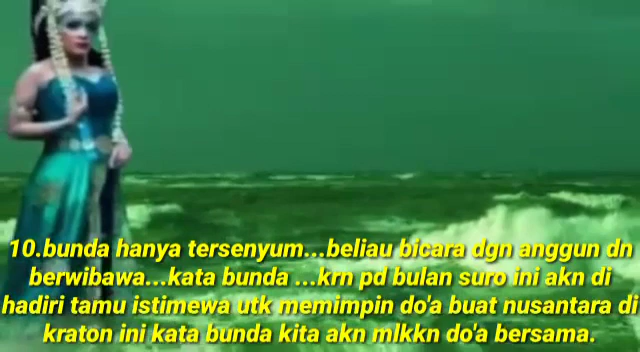 10.bunda hanya tersenyum...beliau bicara dgn anggun dn
berwibawa...kata bunda ...krn pd bulan suro ini akn di
hadiri tamu istimewa utk memimpin do'a buat nusantara di
kraton ini kata bunda kita akn mlkkn do'a bersama.